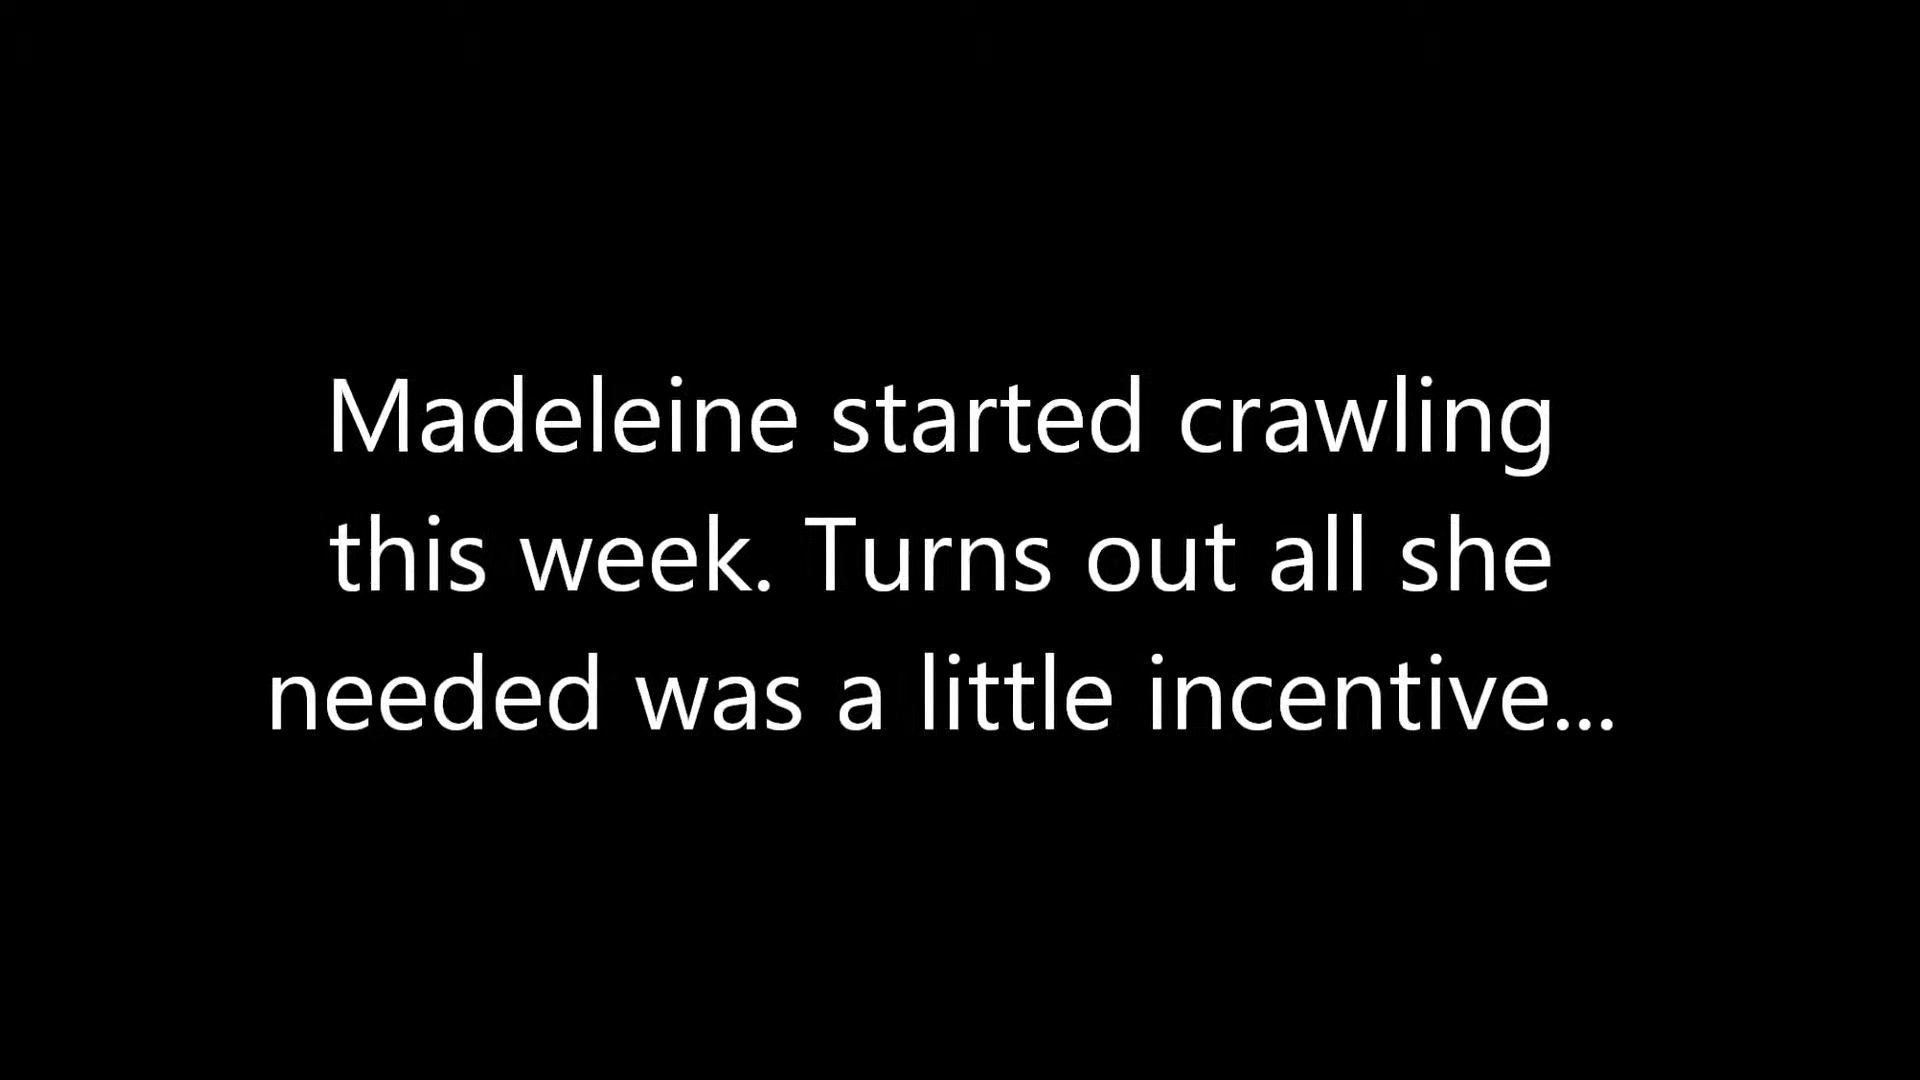 Madeleine started crawling
this week. Turns out all she
needed was a little incentive...